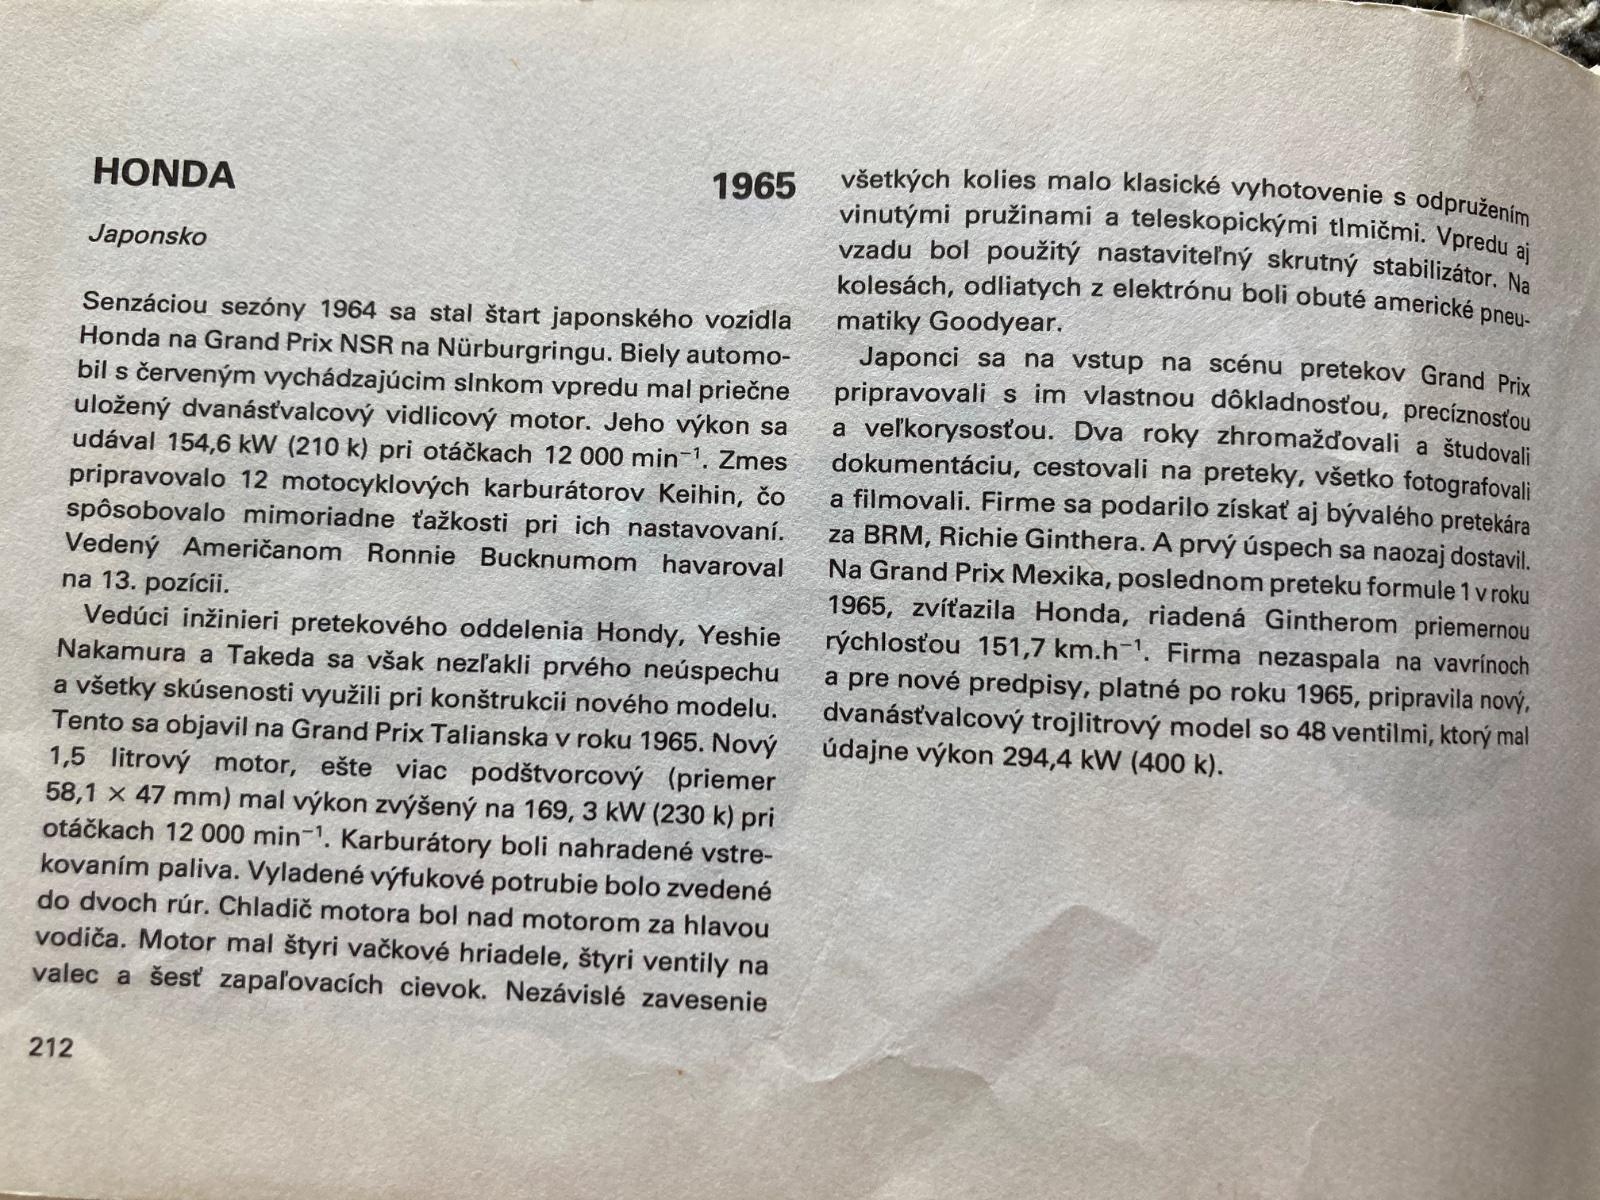 HONDA
1965
Japonsko
Senzáciou sezóny 1964 sa stal štart japonského vozidla
Honda na Grand Prix NSR na Nürburgringu. Biely automo-
bil s červeným vychádzajúcim slnkom vpredu mal priečne
uložený dvanásťvalcový vidlicový motor. Jeho výkon sa
udával 154,6 kW (210 k) pri otáčkach 12 000 min⁻¹. Zmes
pripravovalo 12 motocyklových karburátorov Keihin, čo
spôsobovalo mimoriadne ťažkosti pri ich nastavovaní.
Vedený Američanom Ronnie Bucknumom havaroval
na 13. pozícii.
Vedúci inžinieri pretekového oddelenia Hondy, Yeshie
Nakamura a Takeda sa však nezľakli prvého neúspechu
a všetky skúsenosti využili pri konštrukcii nového modelu.
Tento sa objavil na Grand Prix Talianska v roku 1965. Nový
1,5 litrový motor, ešte viac podštvorcový (priemer
58,1 × 47 mm) mal výkon zvýšený na 169, 3 kW (230 k) pri
otáčkach 12 000 min⁻¹. Karburátory boli nahradené vstre-
kovaním paliva. Vyladené výfukové potrubie bolo zvedené
do dvoch rúr. Chladič motora bol nad motorom za hlavou
vodiča. Motor mal štyri vačkové hriadele, štyri ventily na
valec a šesť zapaľovacích cievok. Nezávislé zavesenie
212
všetkých kolies malo klasické vyhotovenie s odpružením
vinutými pružinami a teleskopickými tlmičmi. Vpredu aj
vzadu bol použitý nastaviteľný skrutný stabilizátor. Na
kolesách, odliatych z elektrónu boli obuté americké pneu-
matiky Goodyear.
Japonci sa na vstup na scénu pretekov Grand Prix
pripravovali s im vlastnou dôkladnosťou, precíznosťou
a veľkorysosťou. Dva roky zhromažďovali a študovali
dokumentáciu, cestovali na preteky, všetko fotografovali
a filmovali. Firme sa podarilo získať aj bývalého pretekára
za BRM, Richie Ginthera. A prvý úspech sa naozaj dostavil.
Na Grand Prix Mexika, poslednom preteku formule 1 v roku
1965, zvíťazila Honda, riadená Gintherom priemernou
rýchlosťou 151,7 km.h⁻¹. Firma nezaspala na vavrínoch
a pre nové predpisy, platné po roku 1965, pripravila nový,
dvanásťvalcový trojlitrový model so 48 ventilmi, ktorý mal
údajne výkon 294,4 kW (400 k).